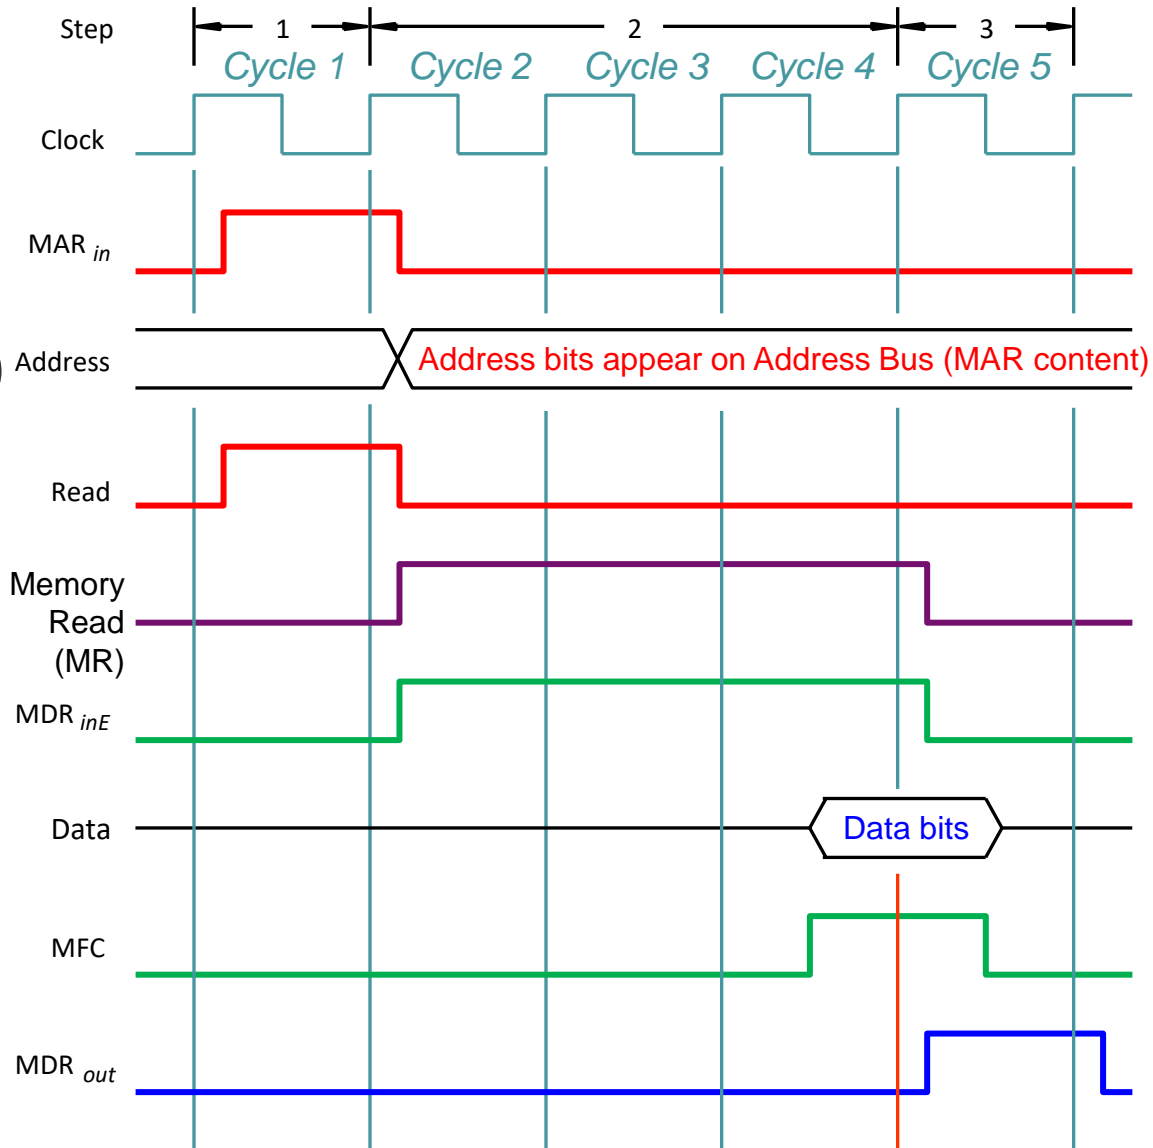 Step 1 2 3
Cycle 1 Cycle 2 Cycle 3 Cycle 4 Cycle 5
Clock
MAR in
) Address Address bits appear on Address Bus (MAR content)
Read
Memory
Read
(MR)
MDR inE
Data Data bits
MFC
MDR out